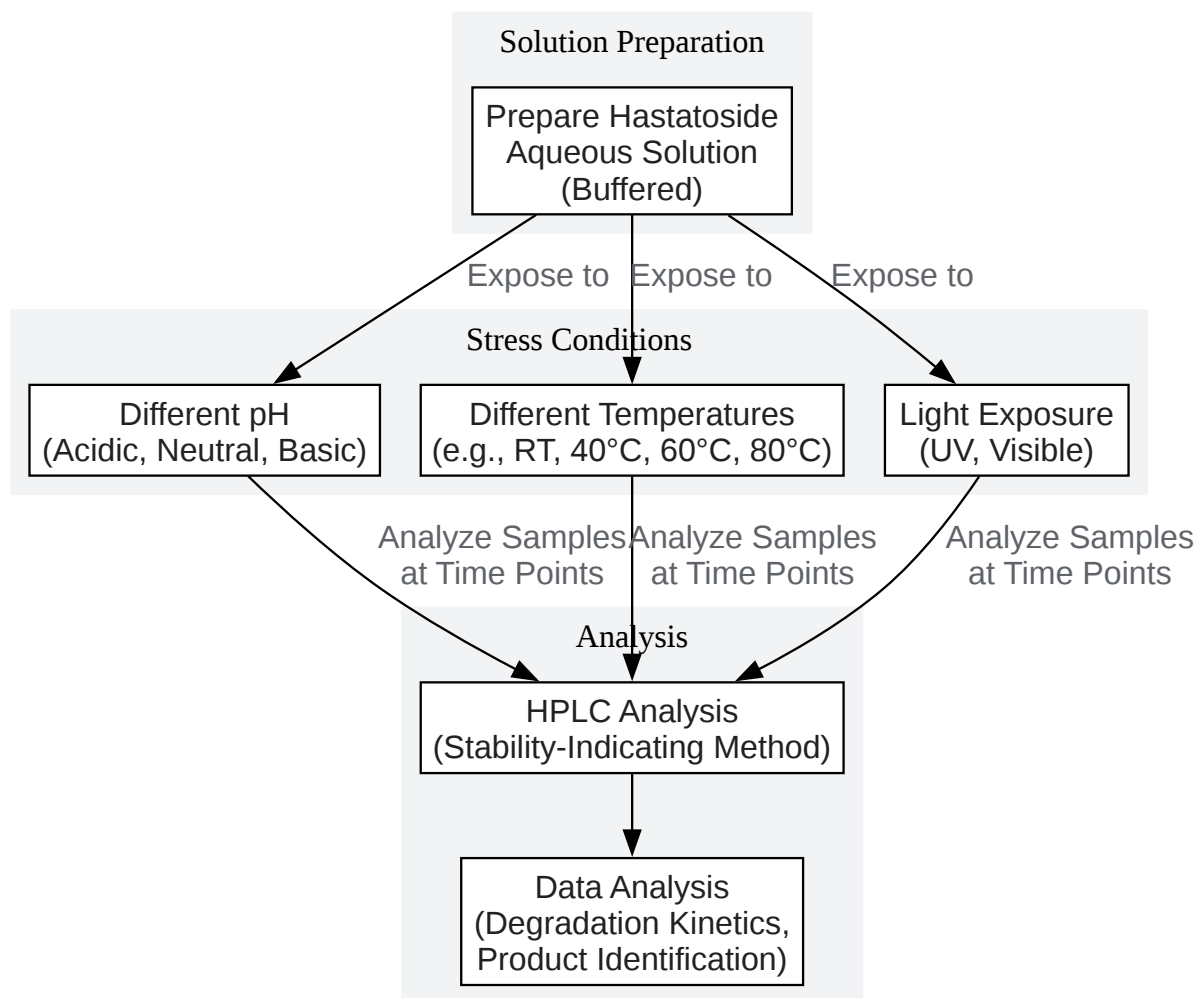 Solution Preparation
Prepare Hastatoside
Aqueous Solution
(Buffered)
Expose to
Expose to
Expose to
Stress Conditions
Different pH
(Acidic, Neutral, Basic)
Different Temperatures
(e.g., RT, 40°C, 60°C, 80°C)
Light Exposure
(UV, Visible)
Analyze Samples
at Time Points
Analyze Samples
at Time Points
Analyze Samples
at Time Points
Analysis
HPLC Analysis
(Stability-Indicating Method)
Data Analysis
(Degradation Kinetics,
Product Identification)